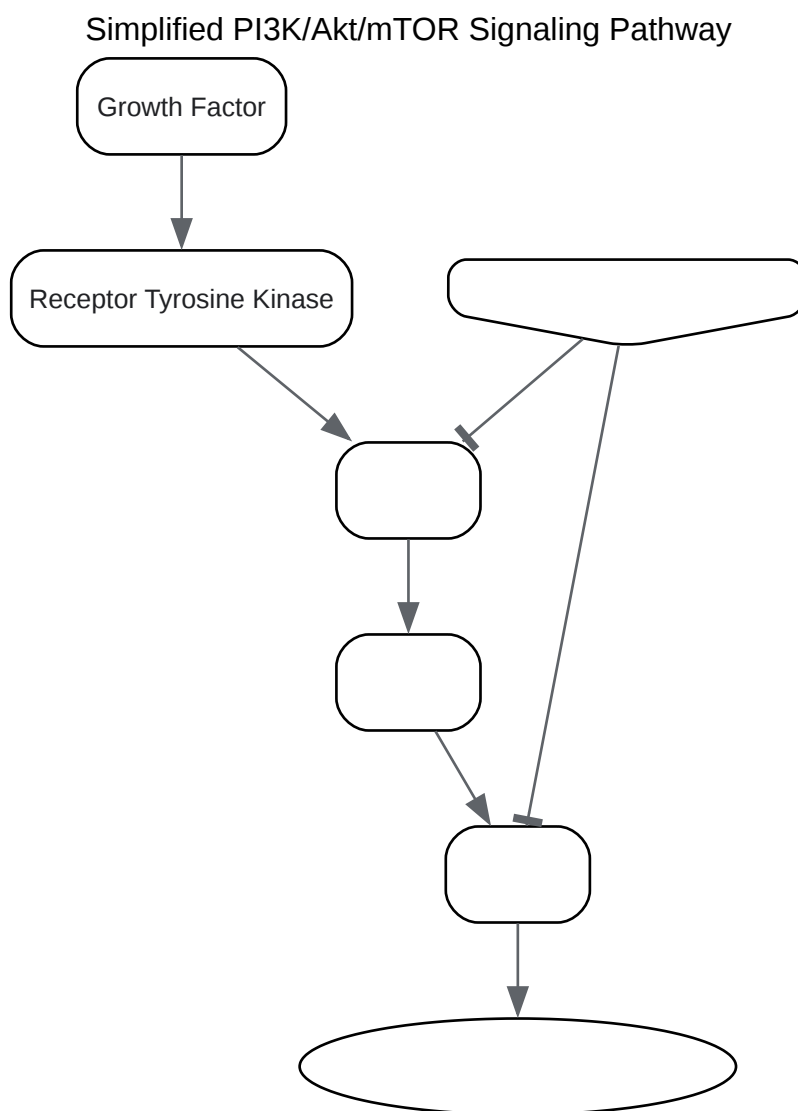 Simplified PI3K/Akt/mTOR Signaling Pathway
Growth Factor
Receptor Tyrosine Kinase